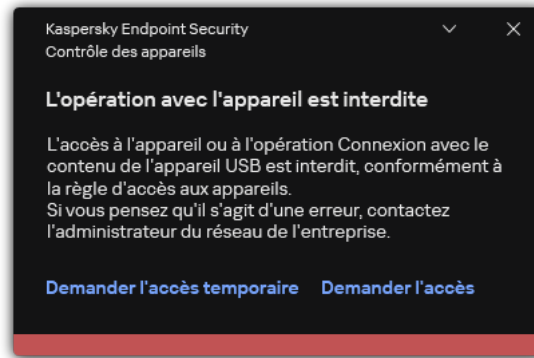 Kaspersky Endpoint Security
Contrôle des appareils
L'opération avec l'appareil est interdite
L'accès à l'appareil ou à l'opération Connexion avec le
contenu de l'appareil USB est interdit, conformément à
la règle d'accès aux appareils.
Si vous pensez qu'il s'agit d'une erreur, contactez
l'administrateur du réseau de l'entreprise.
Demander l'accès temporaire Demander l'accès